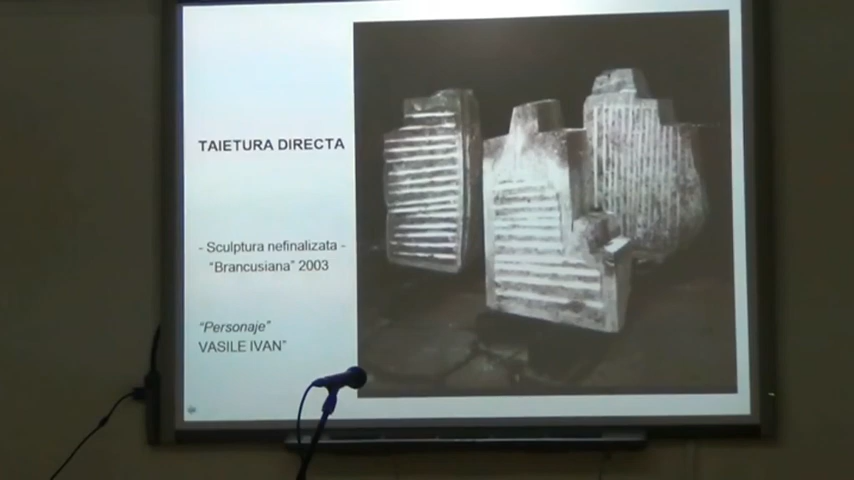 TAIETURA DIRECTA
- Sculptura nefinalizata -
"Brancusiana" 2003
"Personaje"
VASILE IVAN"